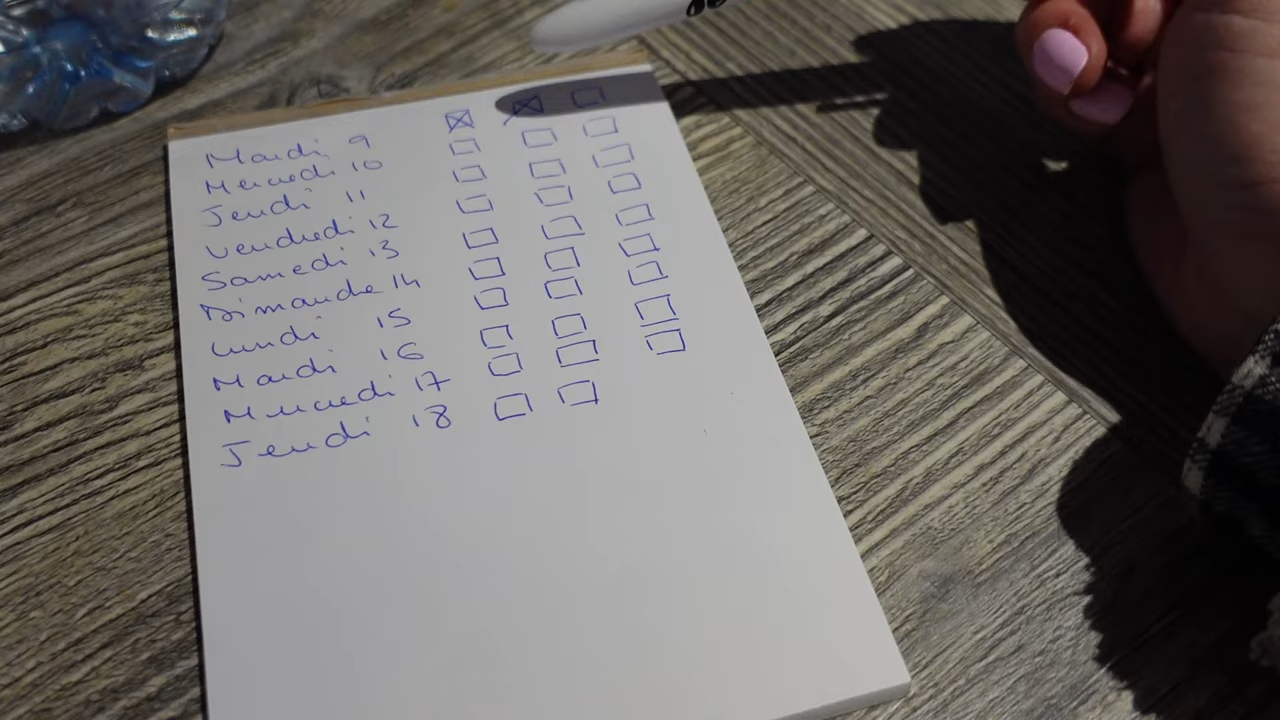 Mardi 9 ☒ ☒ ☐
Mercredi 10 ☐ ☐ ☐
Jeudi 11 ☐ ☐ ☐
Vendredi 12 ☐ ☐ ☐
Samedi 13 ☐ ☐ ☐
Dimanche 14 ☐ ☐ ☐
Lundi 15 ☐ ☐ ☐
Mardi 16 ☐ ☐ ☐
Mercredi 17 ☐ ☐ ☐
Jeudi 18 ☐ ☐